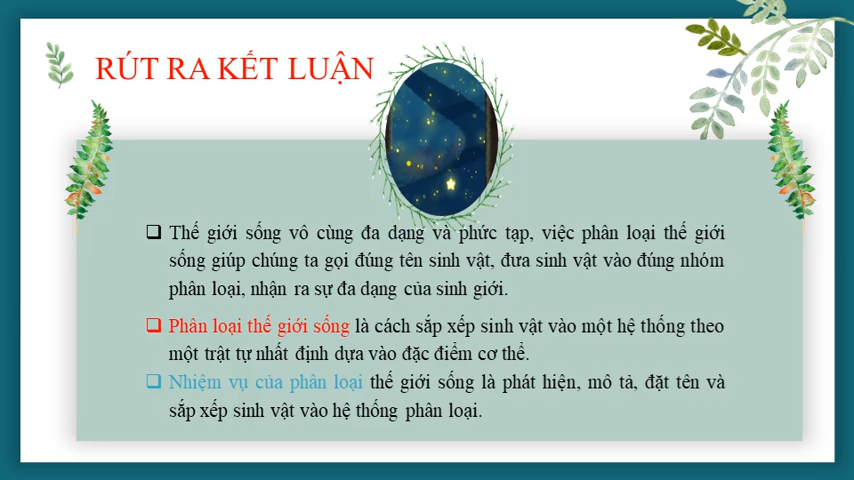 RÚT RA KẾT LUẬN
Thế giới sống vô cùng đa dạng và phức tạp, việc phân loại thế giới
sống giúp chúng ta gọi đúng tên sinh vật, đưa sinh vật vào đúng nhóm
phân loại, nhận ra sự đa dạng của sinh giới.
Phân loại thế giới sống là cách sắp xếp sinh vật vào một hệ thống theo
một trật tự nhất định dựa vào đặc điểm cơ thể.
Nhiệm vụ của phân loại thế giới sống là phát hiện, mô tả, đặt tên và
sắp xếp sinh vật vào hệ thống phân loại.